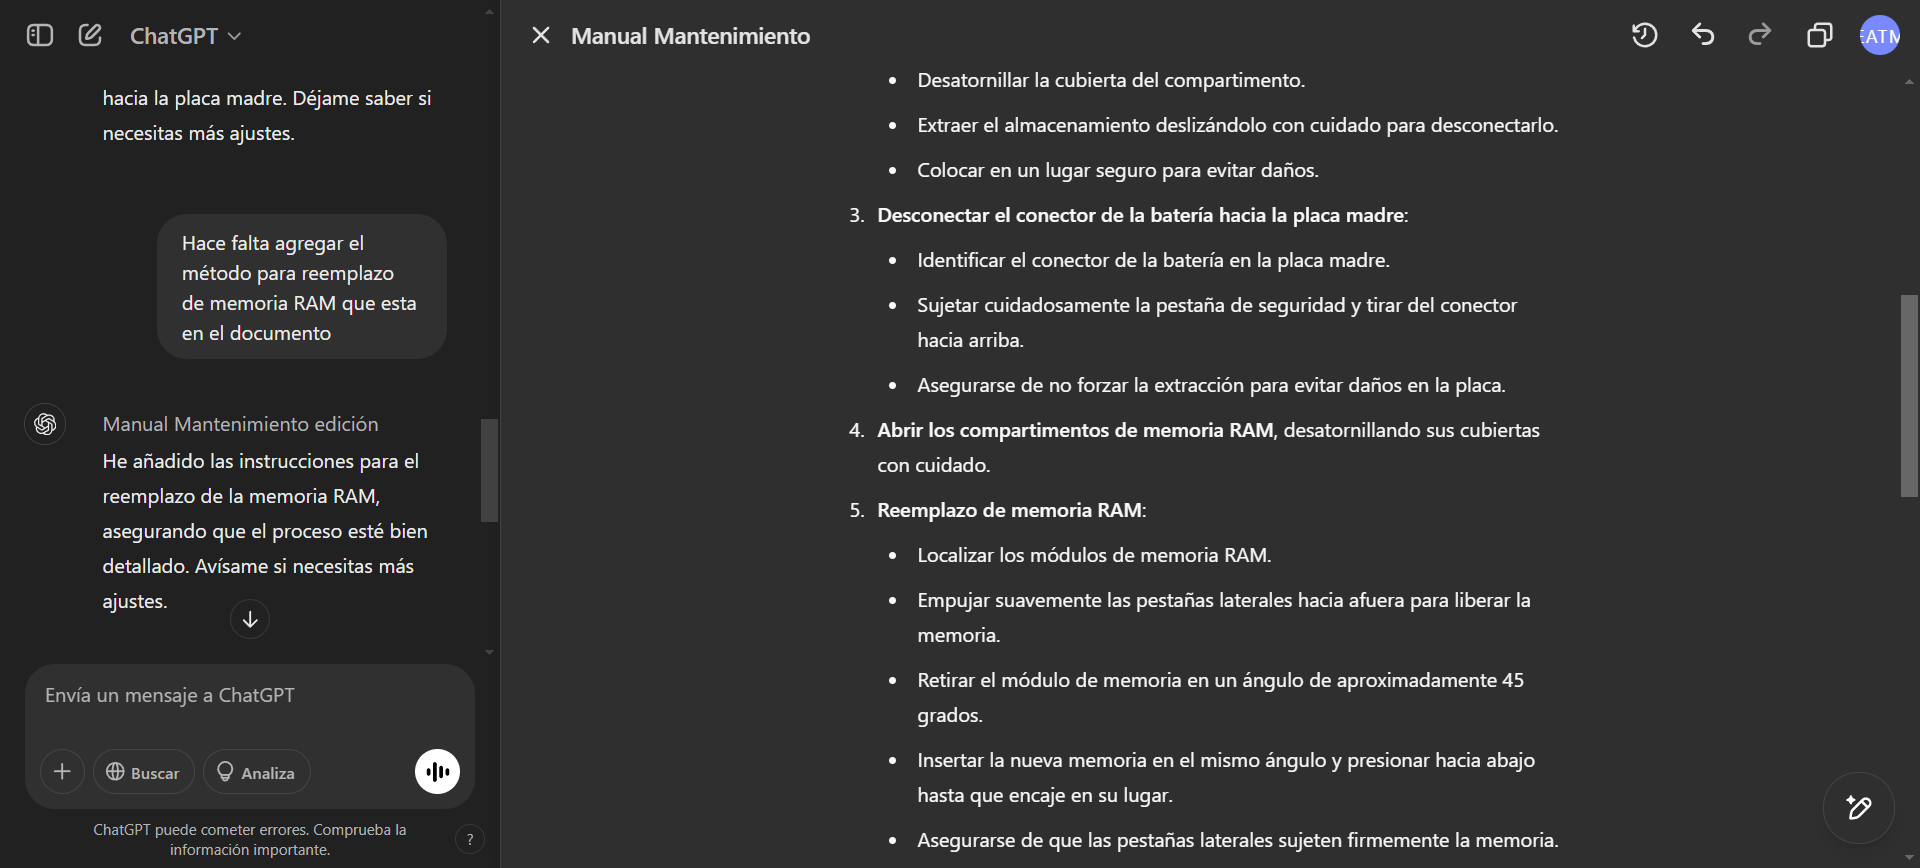 ChatGPT
hacia la placa madre. Déjame saber si
necesitas más ajustes.
Hace falta agregar el
método para reemplazo
de memoria RAM que esta
en el documento
Manual Mantenimiento edición
He añadido las instrucciones para el
reemplazo de la memoria RAM,
asegurando que el proceso esté bien
detallado. Avísame si necesitas más
ajustes.
Envía un mensaje a ChatGPT
Buscar
Analiza
ChatGPT puede cometer errores. Comprueba la
información importante.
?
Manual Mantenimiento
EATM
• Desatornillar la cubierta del compartimento.
• Extraer el almacenamiento deslizándolo con cuidado para desconectarlo.
• Colocar en un lugar seguro para evitar daños.
3. Desconectar el conector de la batería hacia la placa madre:
• Identificar el conector de la batería en la placa madre.
• Sujetar cuidadosamente la pestaña de seguridad y tirar del conector
hacia arriba.
• Asegurarse de no forzar la extracción para evitar daños en la placa.
4. Abrir los compartimentos de memoria RAM, desatornillando sus cubiertas
con cuidado.
5. Reemplazo de memoria RAM:
• Localizar los módulos de memoria RAM.
• Empujar suavemente las pestañas laterales hacia afuera para liberar la
memoria.
• Retirar el módulo de memoria en un ángulo de aproximadamente 45
grados.
• Insertar la nueva memoria en el mismo ángulo y presionar hacia abajo
hasta que encaje en su lugar.
• Asegurarse de que las pestañas laterales sujeten firmemente la memoria.